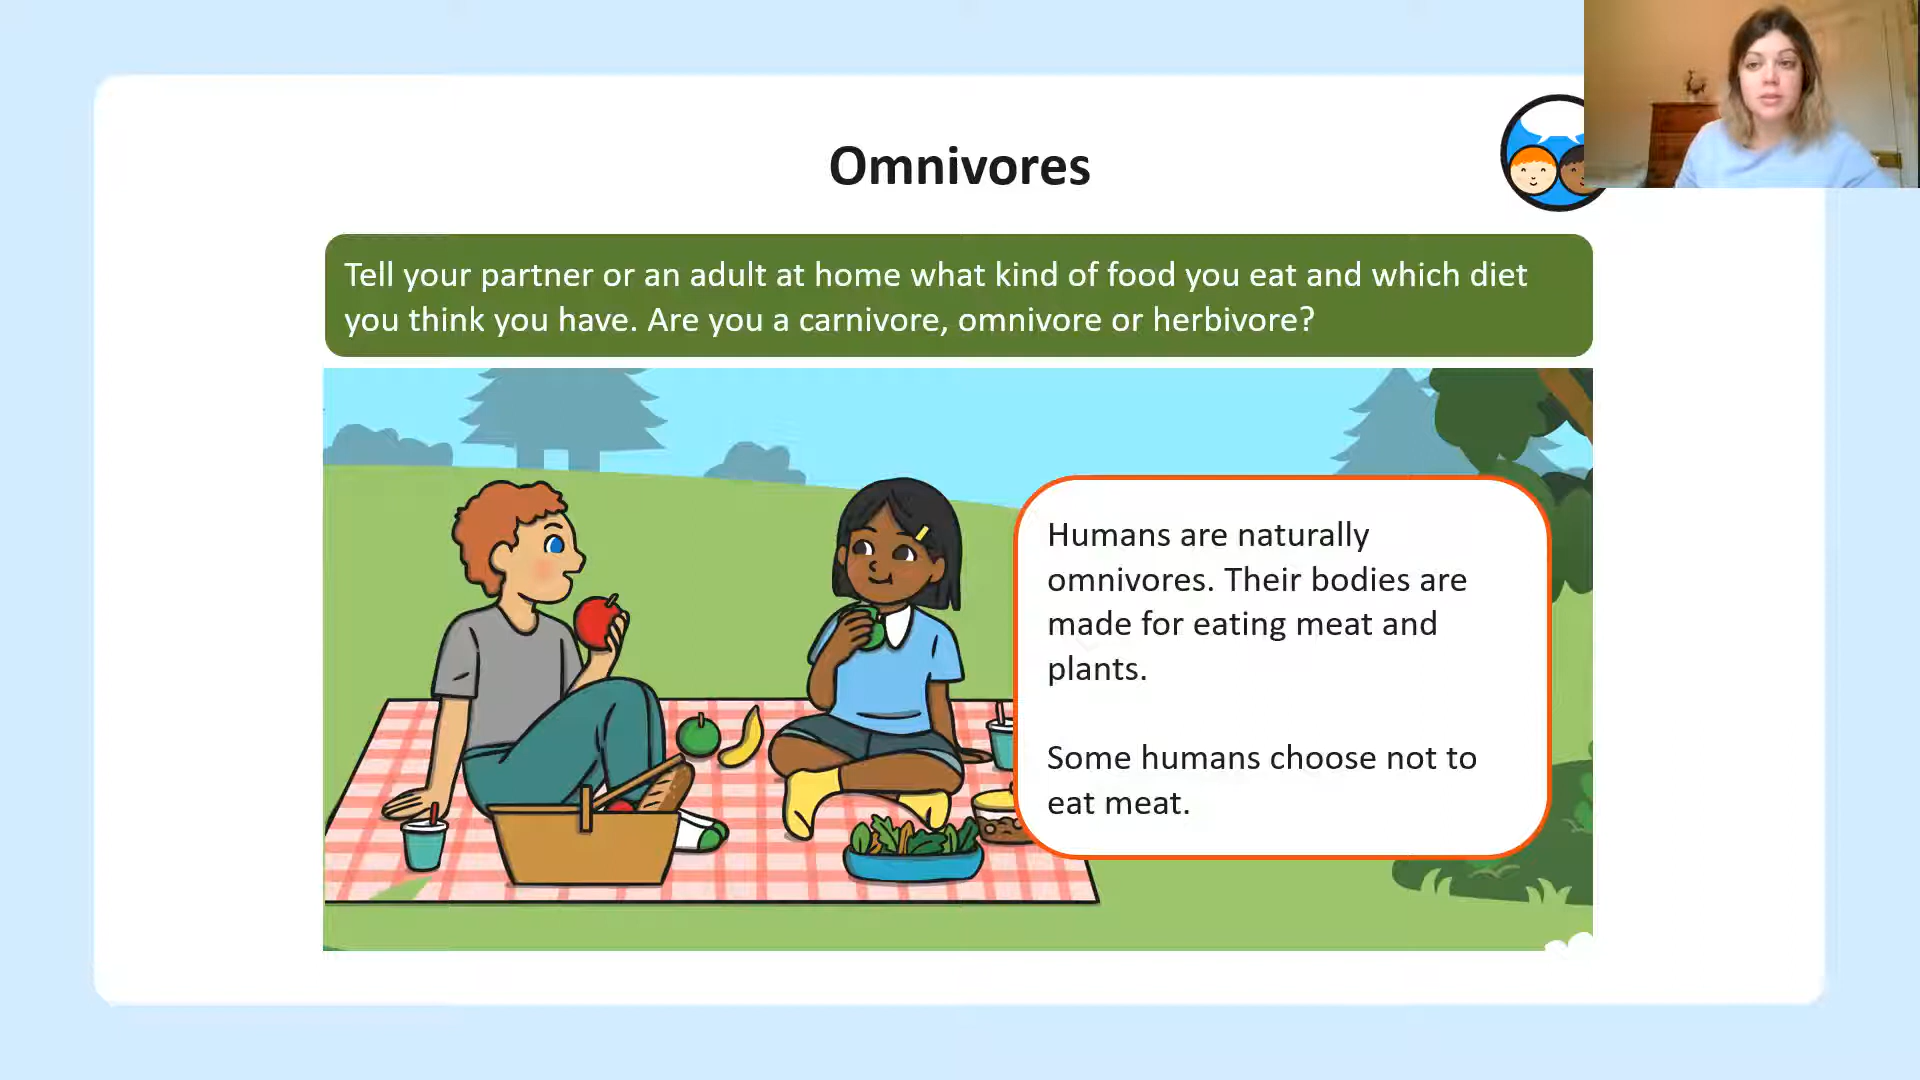 Omnivores
Tell your partner or an adult at home what kind of food you eat and which diet
you think you have. Are you a carnivore, omnivore or herbivore?
Humans are naturally
omnivores. Their bodies are
made for eating meat and
plants.
Some humans choose not to
eat meat.